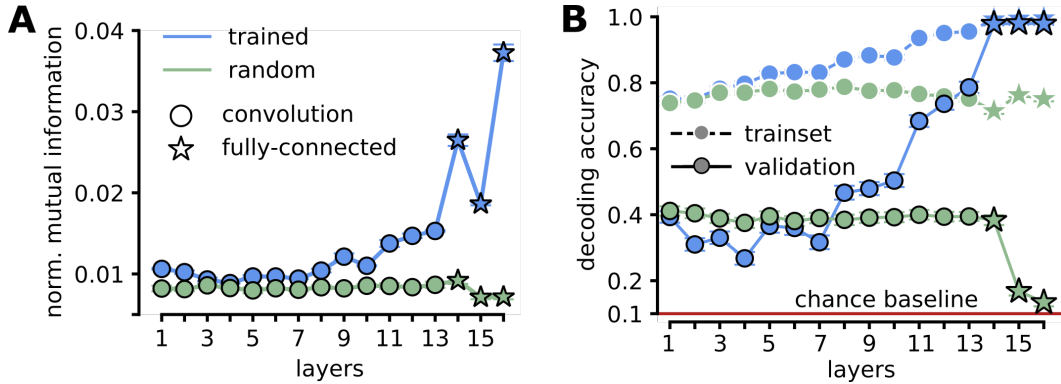 A
norm. mutual information
0.04
0.03
0.02
0.01
trained
random
convolution
fully-connected
1 3 5 7 9 11 13 15
layers
B
decoding accuracy
1.0
0.8
0.6
0.4
0.2
0.1
trainset
validation
chance baseline
1 3 5 7 9 11 13 15
layers